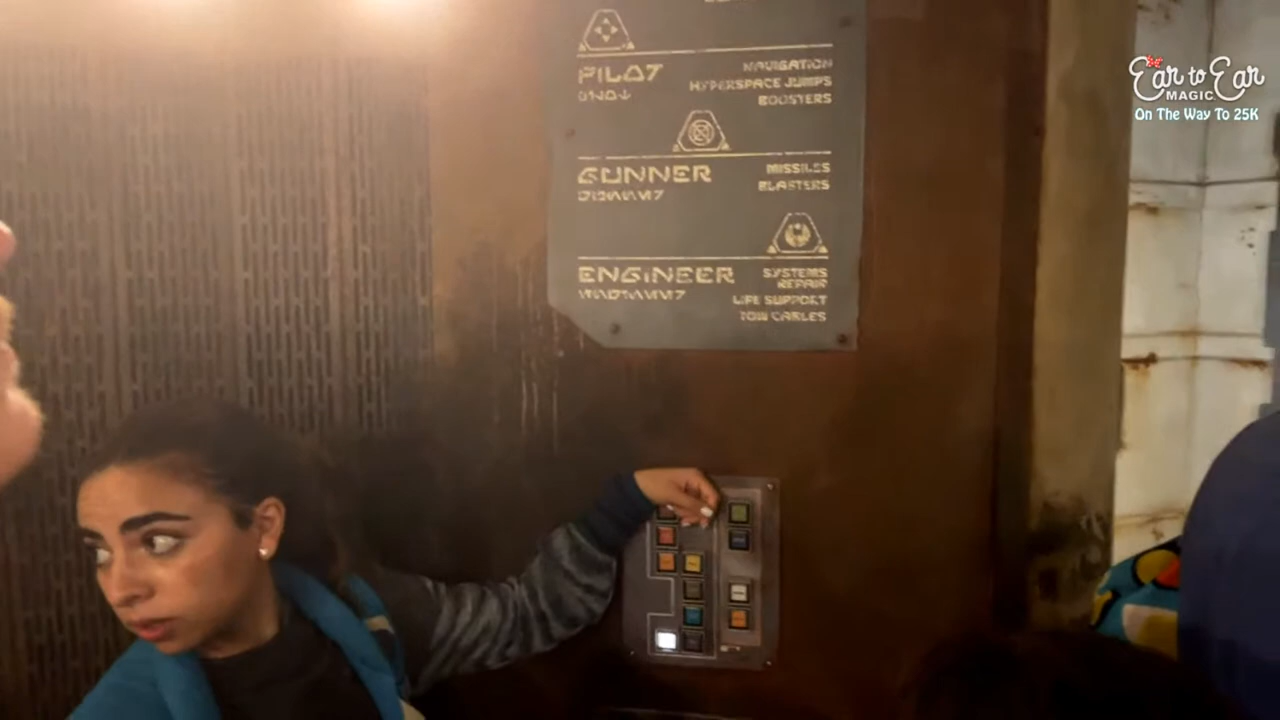 PILOT
NAVIGATION
HYPERSPACE JUMPS
BOOSTERS
GUNNER
MISSILES
BLASTERS
ENGINEER
SYSTEMS
REPAIR
LIFE SUPPORT
TOW CABLES
Ear to Ear
MAGIC
On The Way To 25K